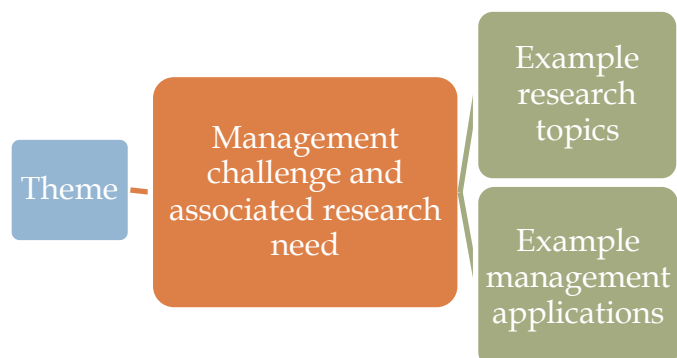 Theme
Management
challenge and
associated research
need
Example
research
topics
Example
management
applications